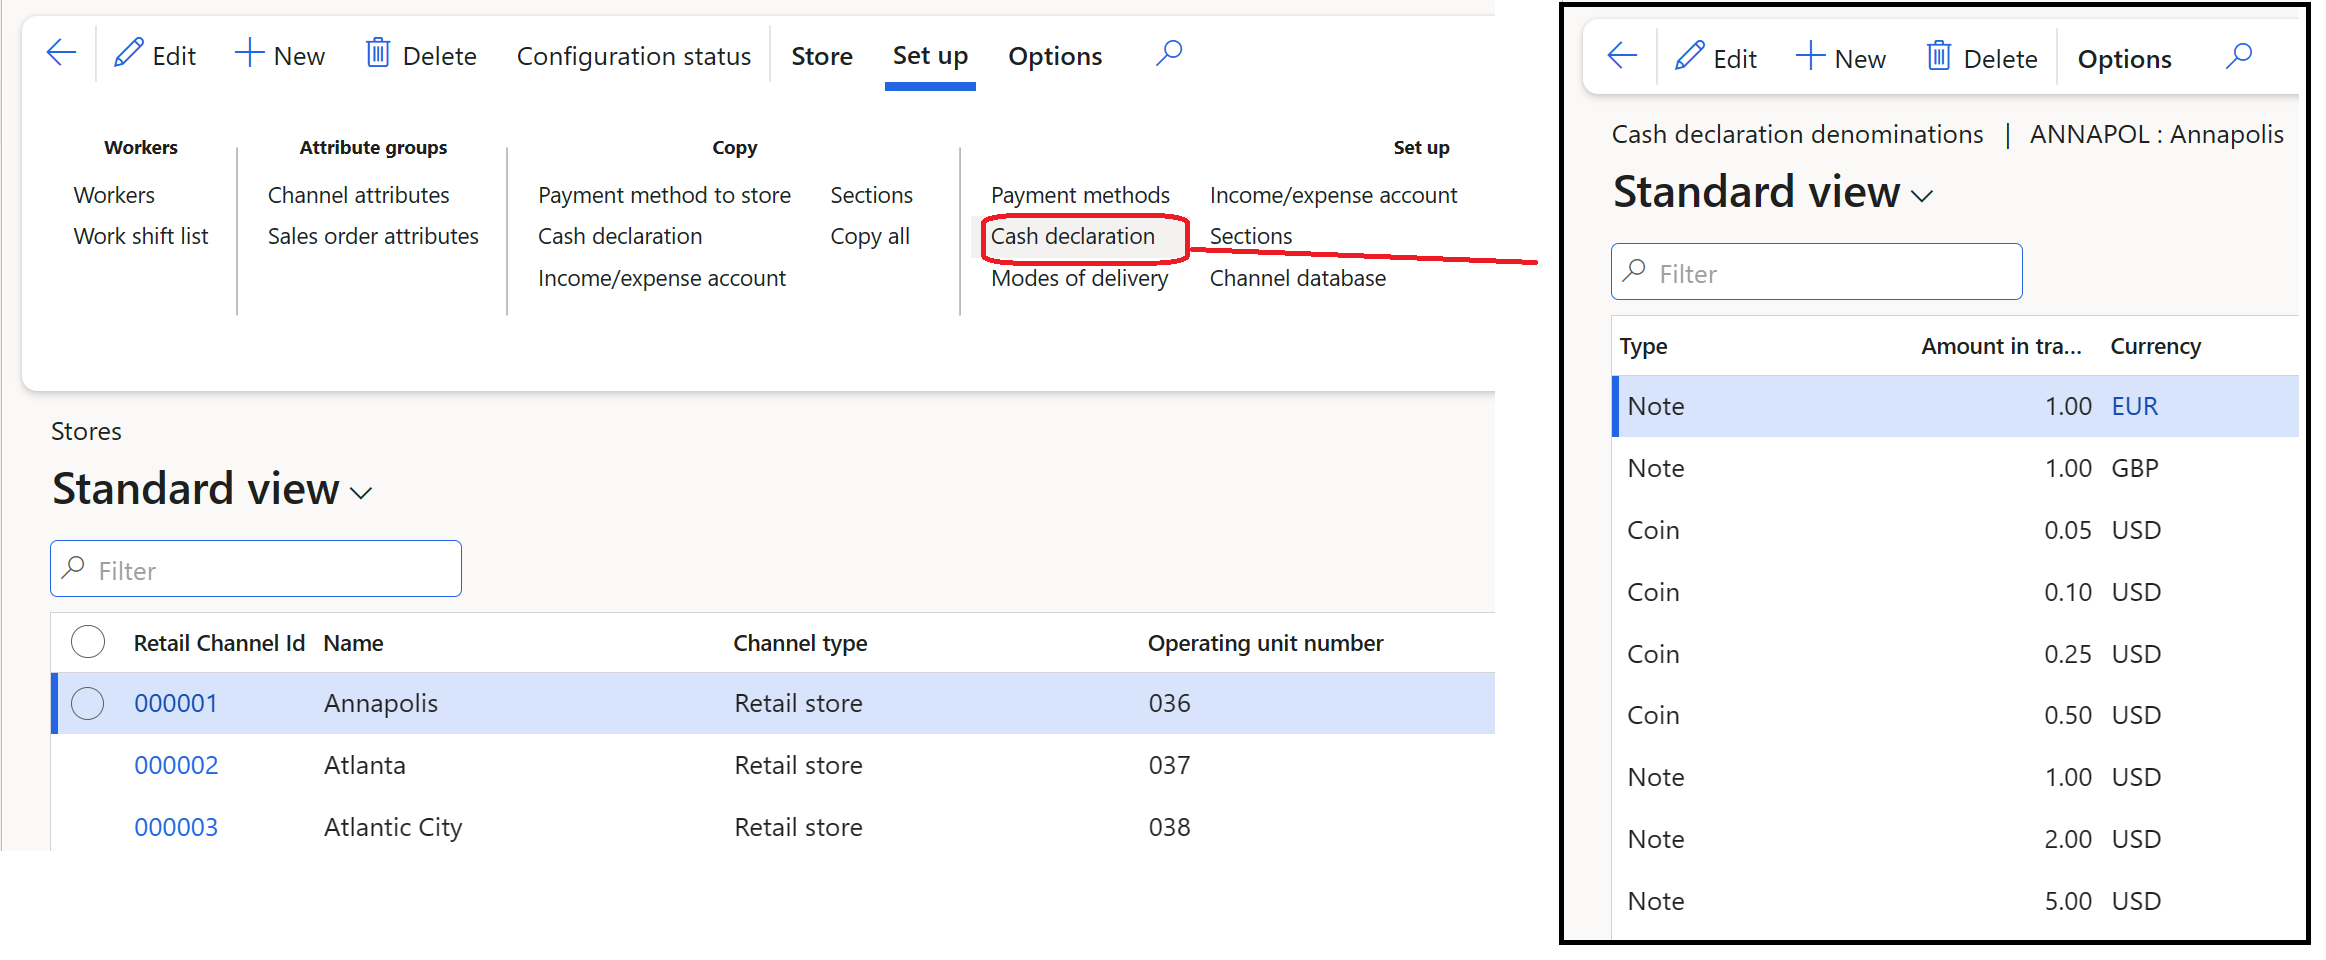 Edit New Delete Configuration status Store Set up Options
Workers Attribute groups Copy Set up
Workers Channel attributes Payment method to store Sections Payment methods Income/expense account
Work shift list Sales order attributes Cash declaration Copy all Cash declaration Sections
Income/expense account Modes of delivery Channel database
Stores
Standard view
Filter
Retail Channel Id Name Channel type Operating unit number
000001 Annapolis Retail store 036
000002 Atlanta Retail store 037
000003 Atlantic City Retail store 038
Edit New Delete Options
Cash declaration denominations | ANNAPOL : Annapolis
Standard view
Filter
Type Amount in tra... Currency
Note 1.00 EUR
Note 1.00 GBP
Coin 0.05 USD
Coin 0.10 USD
Coin 0.25 USD
Coin 0.50 USD
Note 1.00 USD
Note 2.00 USD
Note 5.00 USD